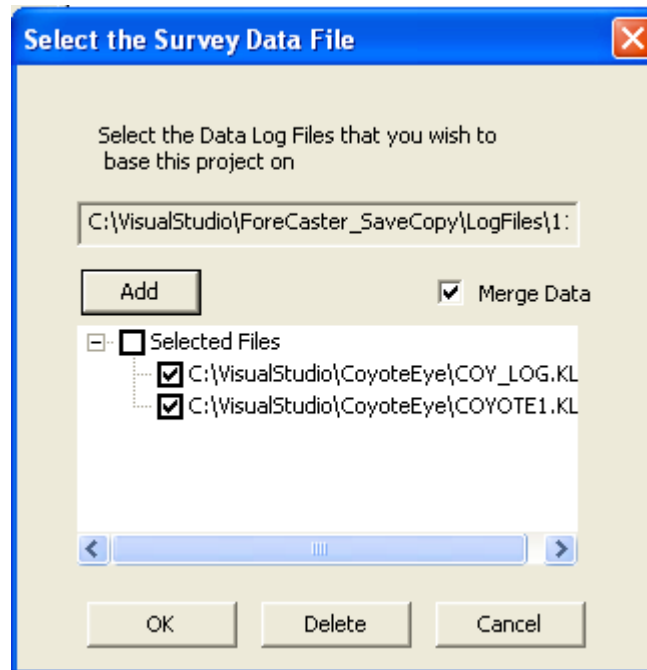 Select the Survey Data File
Select the Data Log Files that you wish to
base this project on
C:\VisualStudio\ForeCaster_SaveCopy\LogFiles\1
Add
Merge Data
Selected Files
C:\VisualStudio\CoyoteEye\COY_LOG.KL
C:\VisualStudio\CoyoteEye\COYOTE1.KL
OK
Delete
Cancel